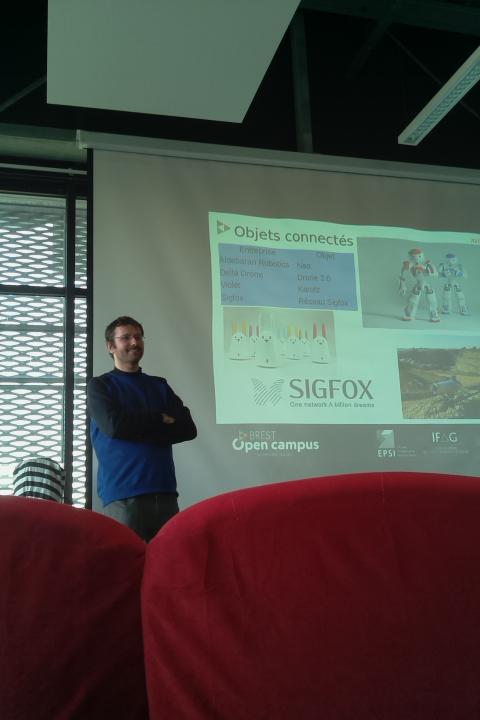 Objets connectés
Entreprise Objet
Aldebaran Robotics Nao
Delta Drone Drone 2.0
Violet Karotz
Sigfox Réseau Sigfox
SIGFOX
One network A billion dreams
BREST
Open campus
EPSI
IFAG